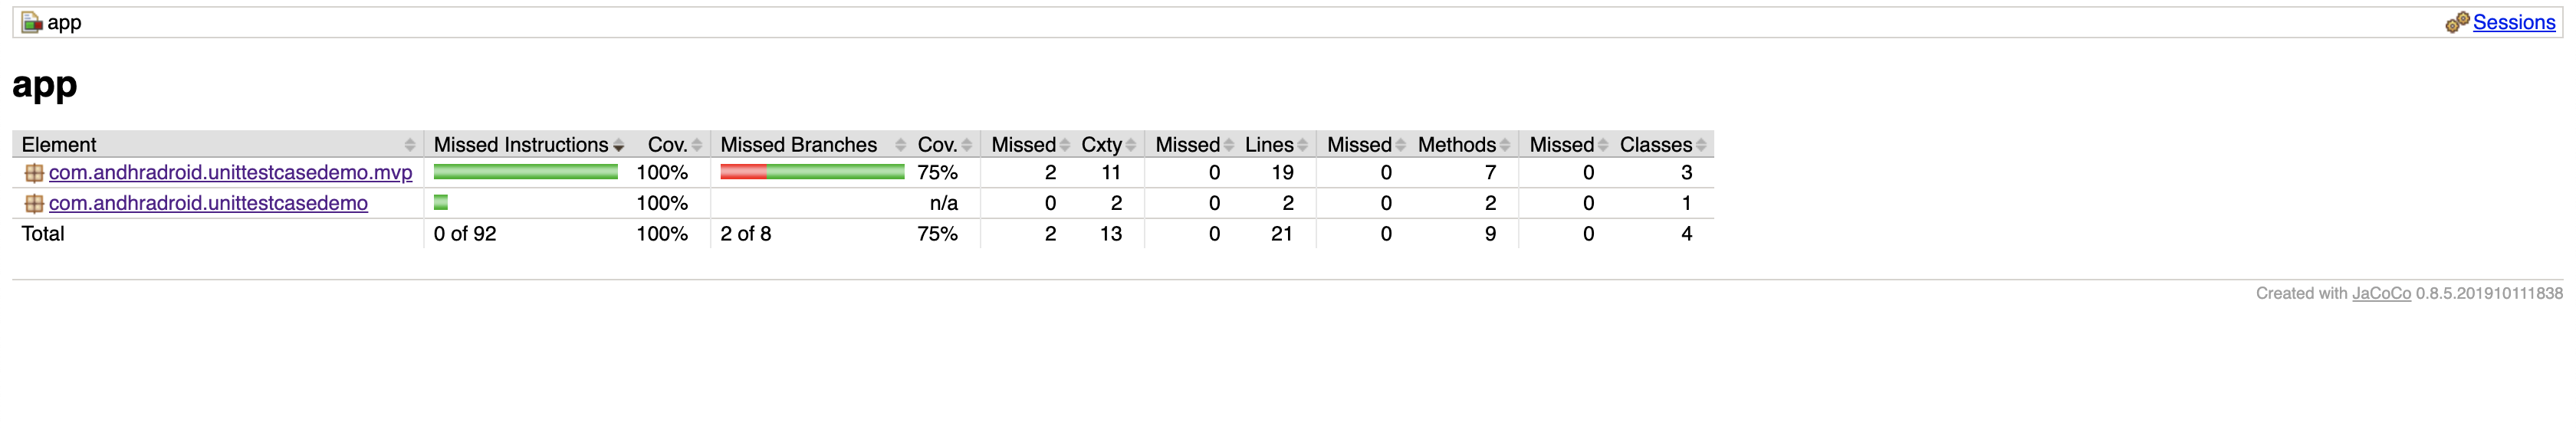 app Sessions
app
Element Missed Instructions Cov. Missed Branches Cov. Missed Cxty Missed Lines Missed Methods Missed Classes
com.andhradroid.unittestcasedemo.mvp 100% 75% 2 11 0 19 0 7 0 3
com.andhradroid.unittestcasedemo 100% n/a 0 2 0 2 0 2 0 1
Total 0 of 92 100% 2 of 8 75% 2 13 0 21 0 9 0 4
Created with JaCoCo 0.8.5.201910111838